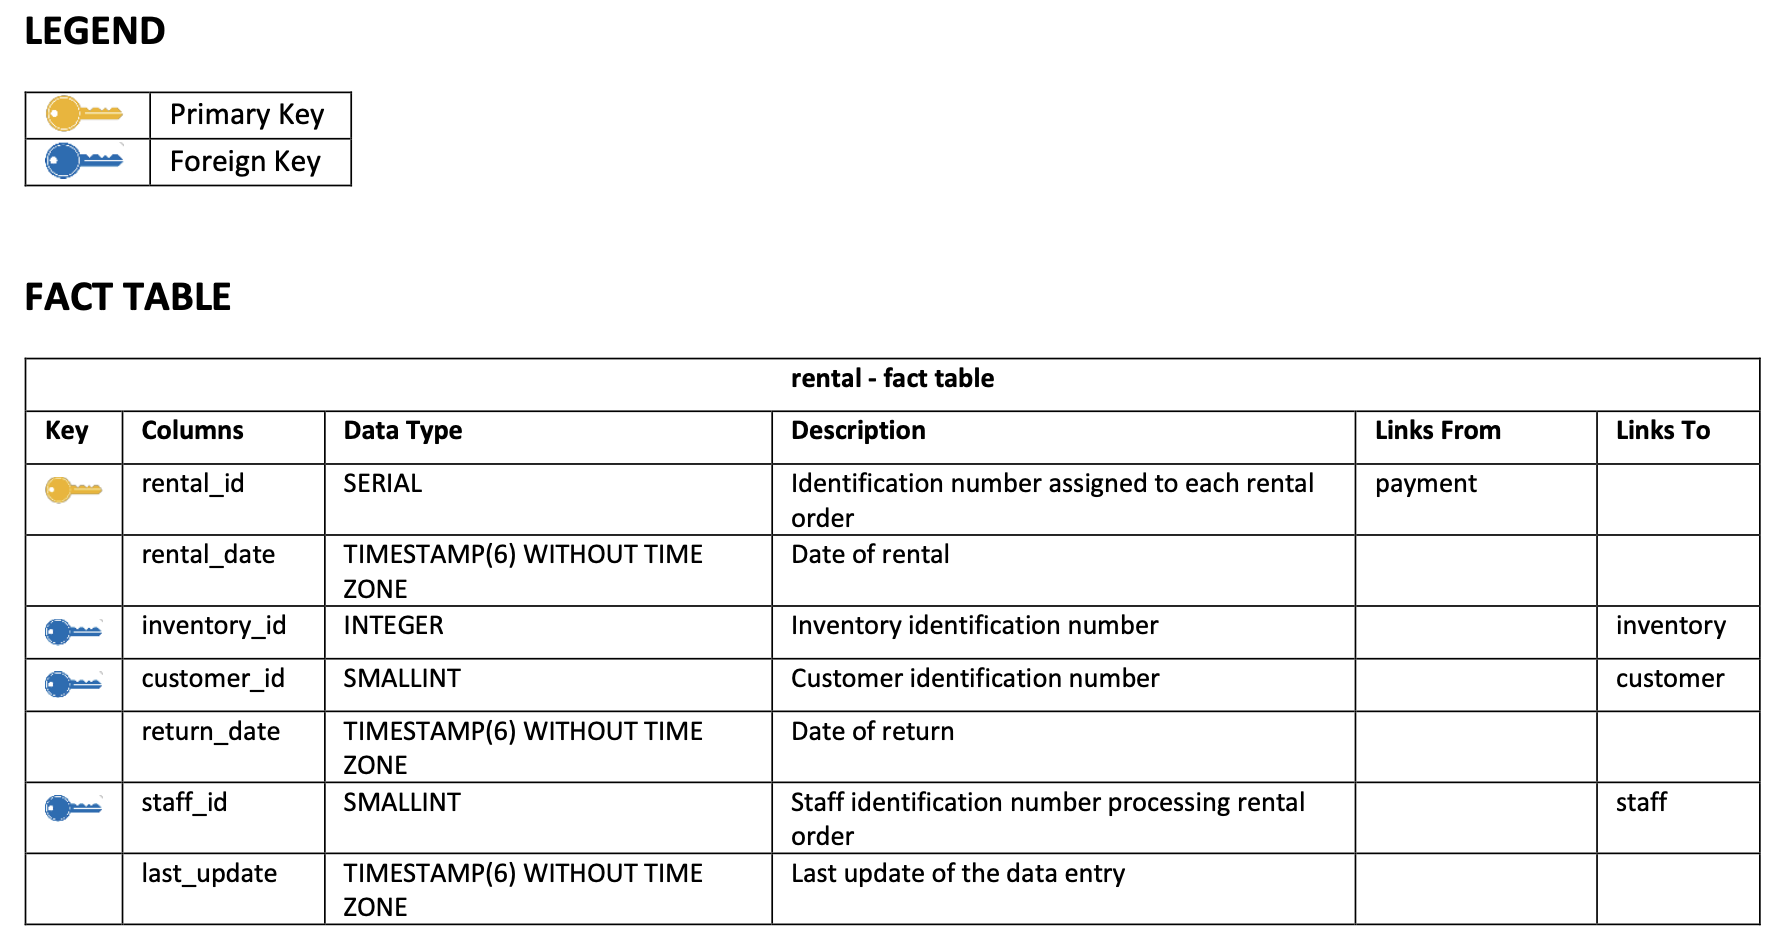 LEGEND
Primary Key
Foreign Key
FACT TABLE
rental - fact table
Key Columns Data Type Description Links From Links To
rental_id SERIAL Identification number assigned to each rental payment
order
rental_date TIMESTAMP(6) WITHOUT TIME Date of rental
ZONE
inventory_id INTEGER Inventory identification number inventory
customer_id SMALLINT Customer identification number customer
return_date TIMESTAMP(6) WITHOUT TIME Date of return
ZONE
staff_id SMALLINT Staff identification number processing rental staff
order
last_update TIMESTAMP(6) WITHOUT TIME Last update of the data entry
ZONE